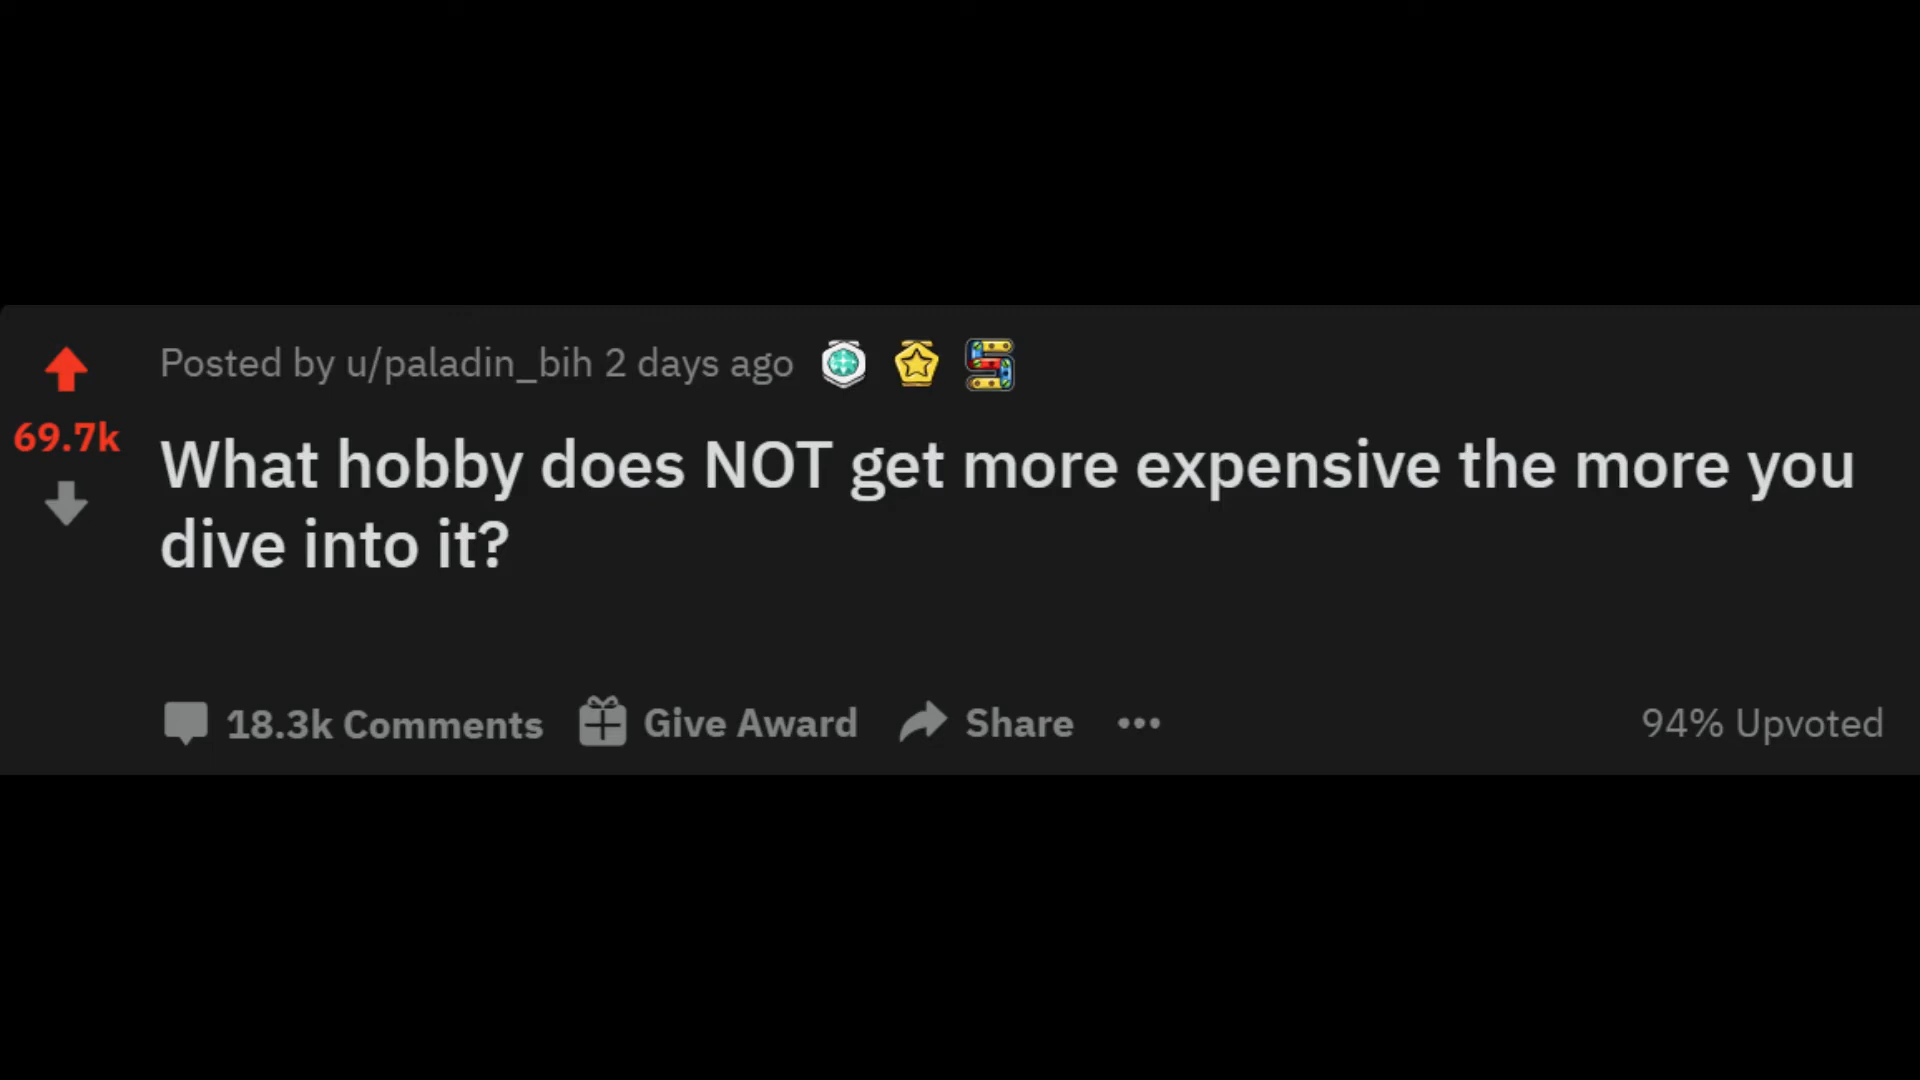 Posted by u/paladin_bih 2 days ago
69.7k
What hobby does NOT get more expensive the more you
dive into it?
18.3k Comments Give Award Share ••• 94% Upvoted